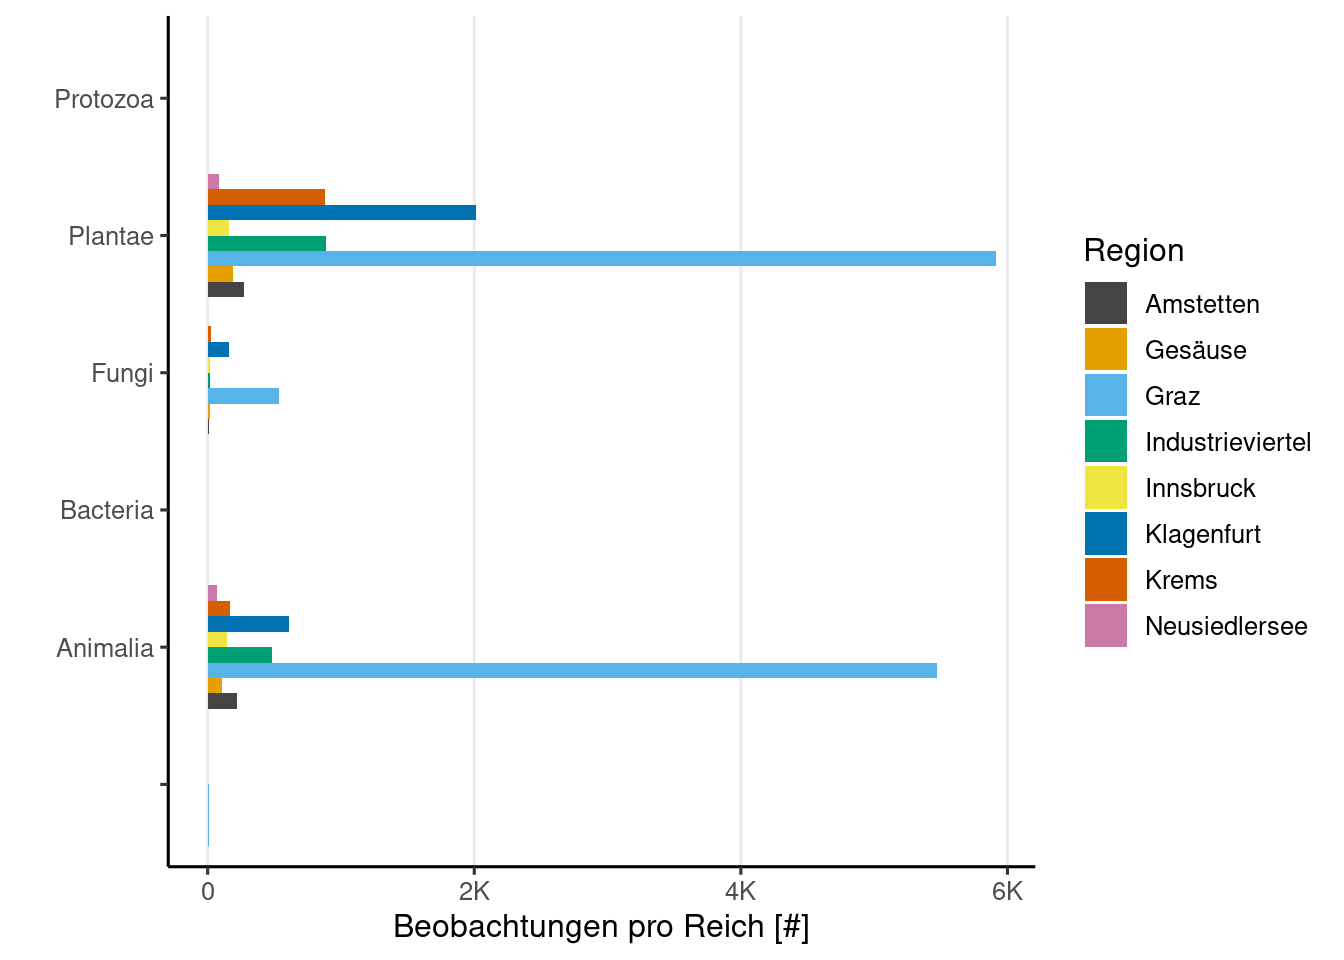 Protozoa
Plantae
Fungi
Bacteria
Animalia
0
2K
4K
6K
Beobachtungen pro Reich [#]
Region
Amstetten
Gesäuse
Graz
Industrieviertel
Innsbruck
Klagenfurt
Krems
Neusiedlersee